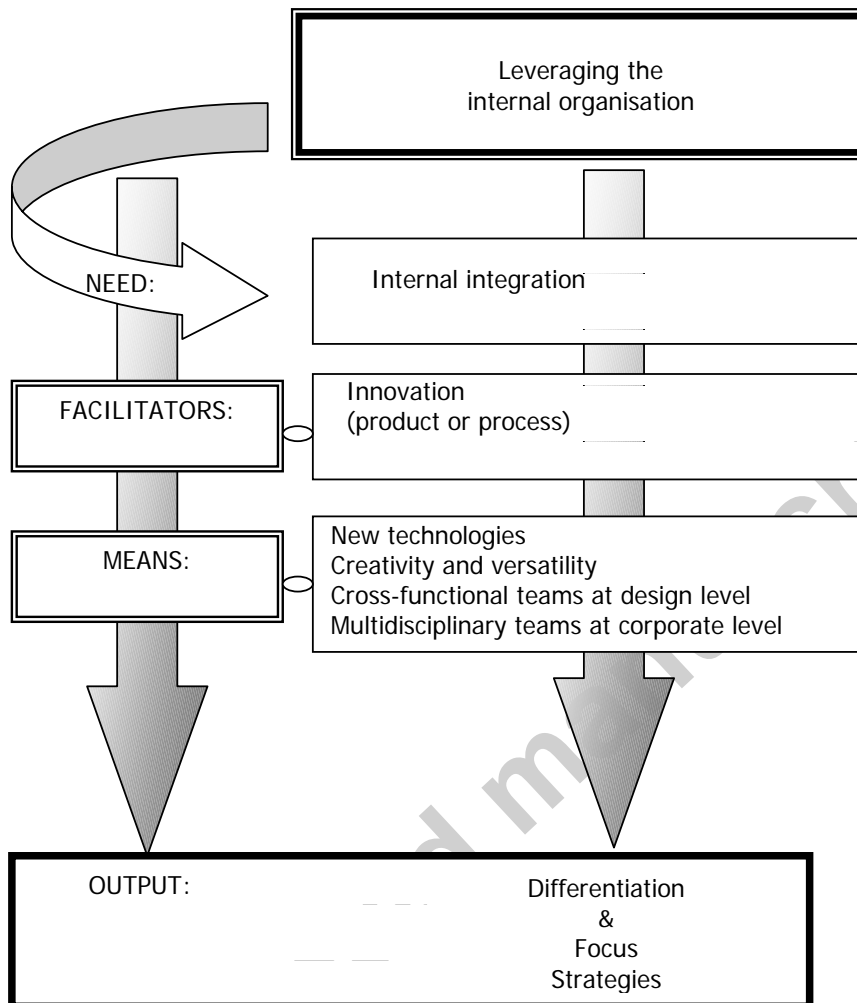 Leveraging the
internal organisation
NEED:
Internal integration
FACILITATORS:
Innovation
(product or process)
MEANS:
New technologies
Creativity and versatility
Cross-functional teams at design level
Multidisciplinary teams at corporate level
OUTPUT:
Differentiation
&
Focus
Strategies